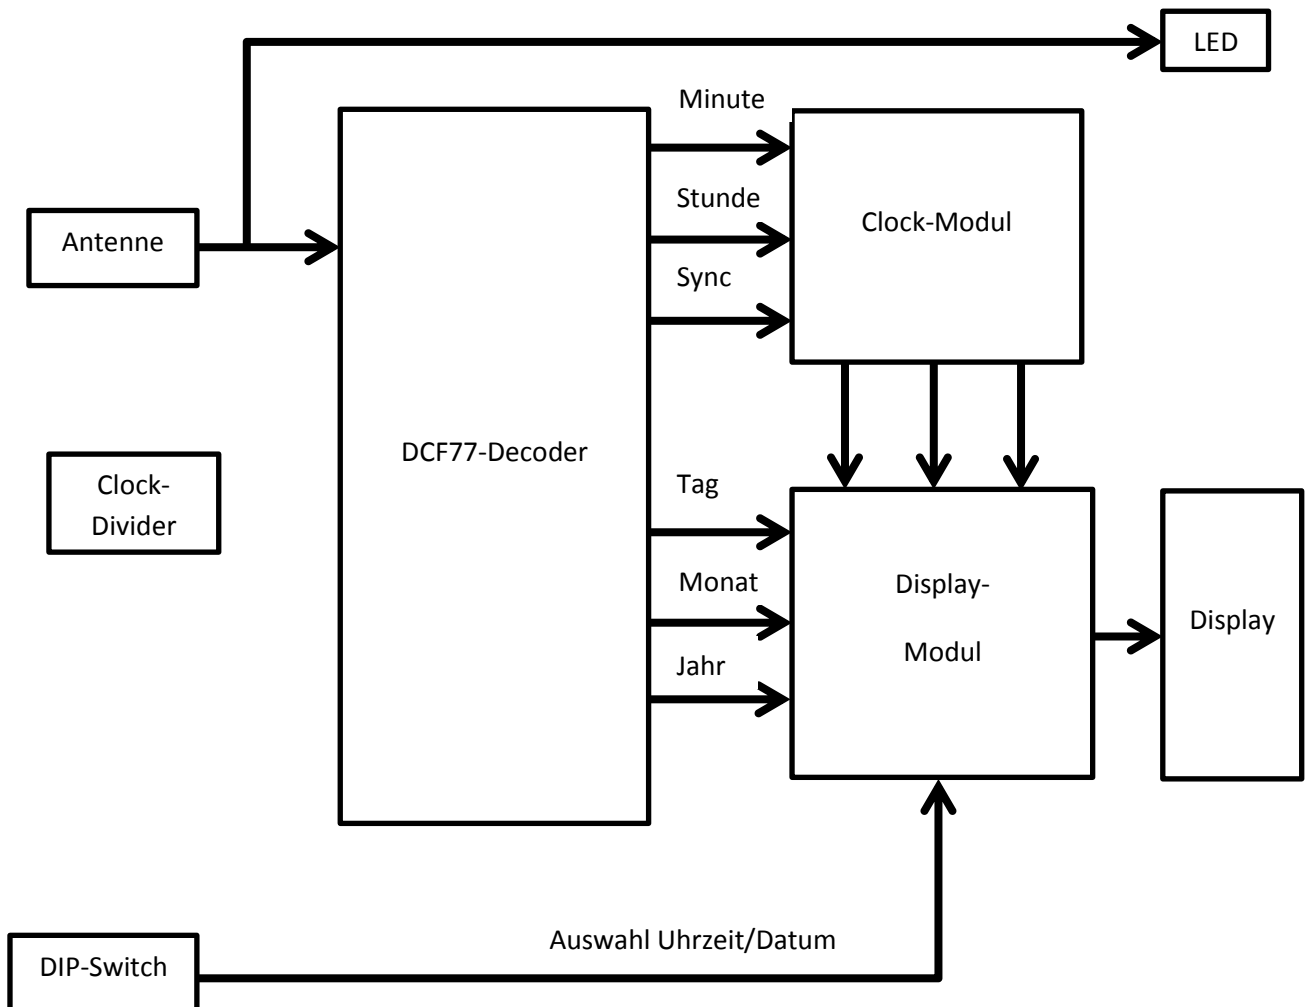 LED
Minute
Stunde
Clock-Modul
Antenne
Sync
DCF77-Decoder
Clock-
Divider
Tag
Monat
Display-
Modul
Display
Jahr
Auswahl Uhrzeit/Datum
DIP-Switch